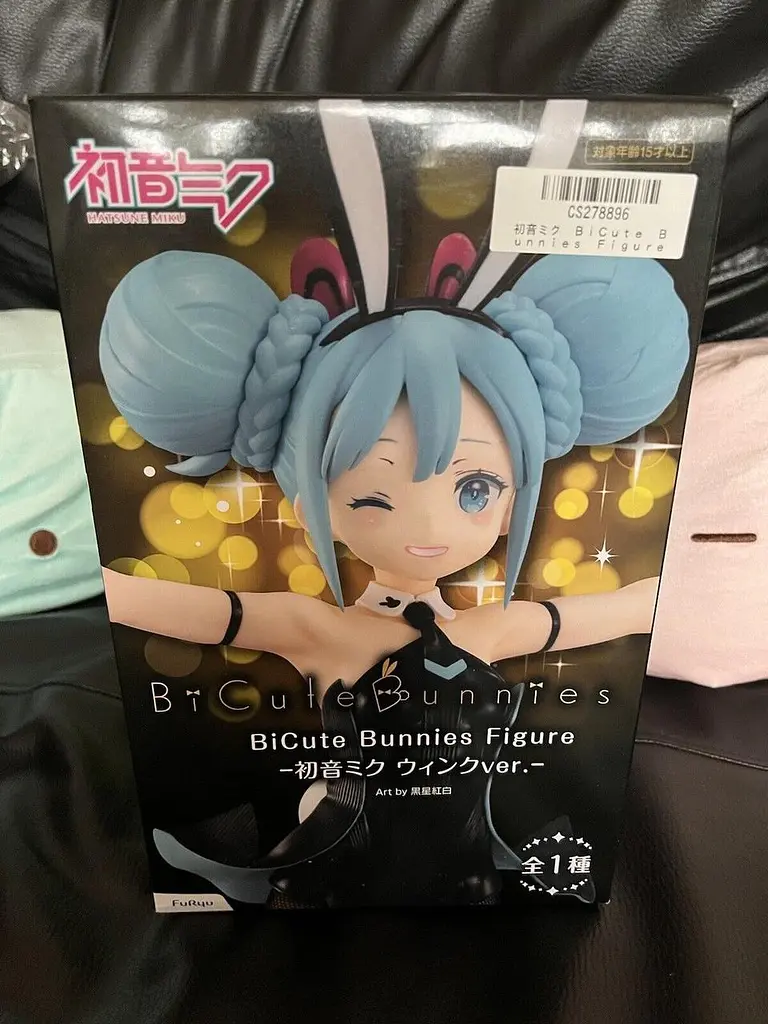 初音ミク
HATSUNE MIKU
対象年齢15才以上
CS278896
初音ミク BiCute B
unnies Figure
BiCuteBunnies
BiCute Bunnies Figure
-初音ミク ウィンクver.-
Art by 黒星紅白
全1種
FuRyu